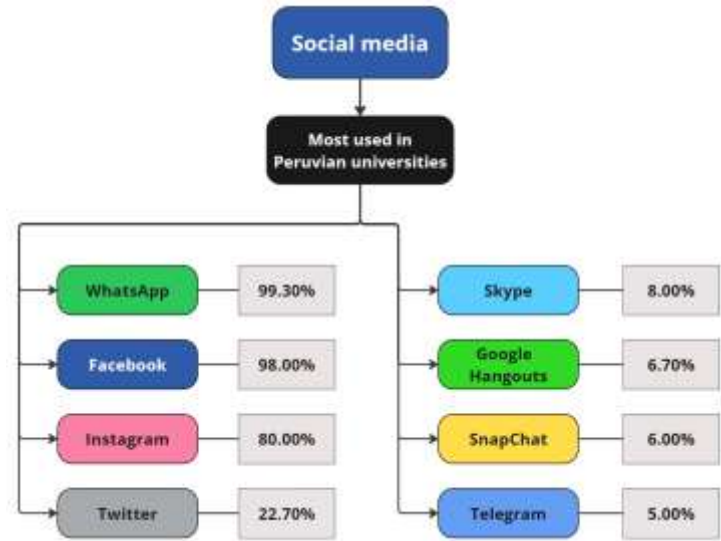 Social media
Most used in
Peruvian universities
WhatsApp 99.30%
Facebook 98.00%
Instagram 80.00%
Twitter 22.70%
Skype 8.00%
Google
Hangouts 6.70%
SnapChat 6.00%
Telegram 5.00%